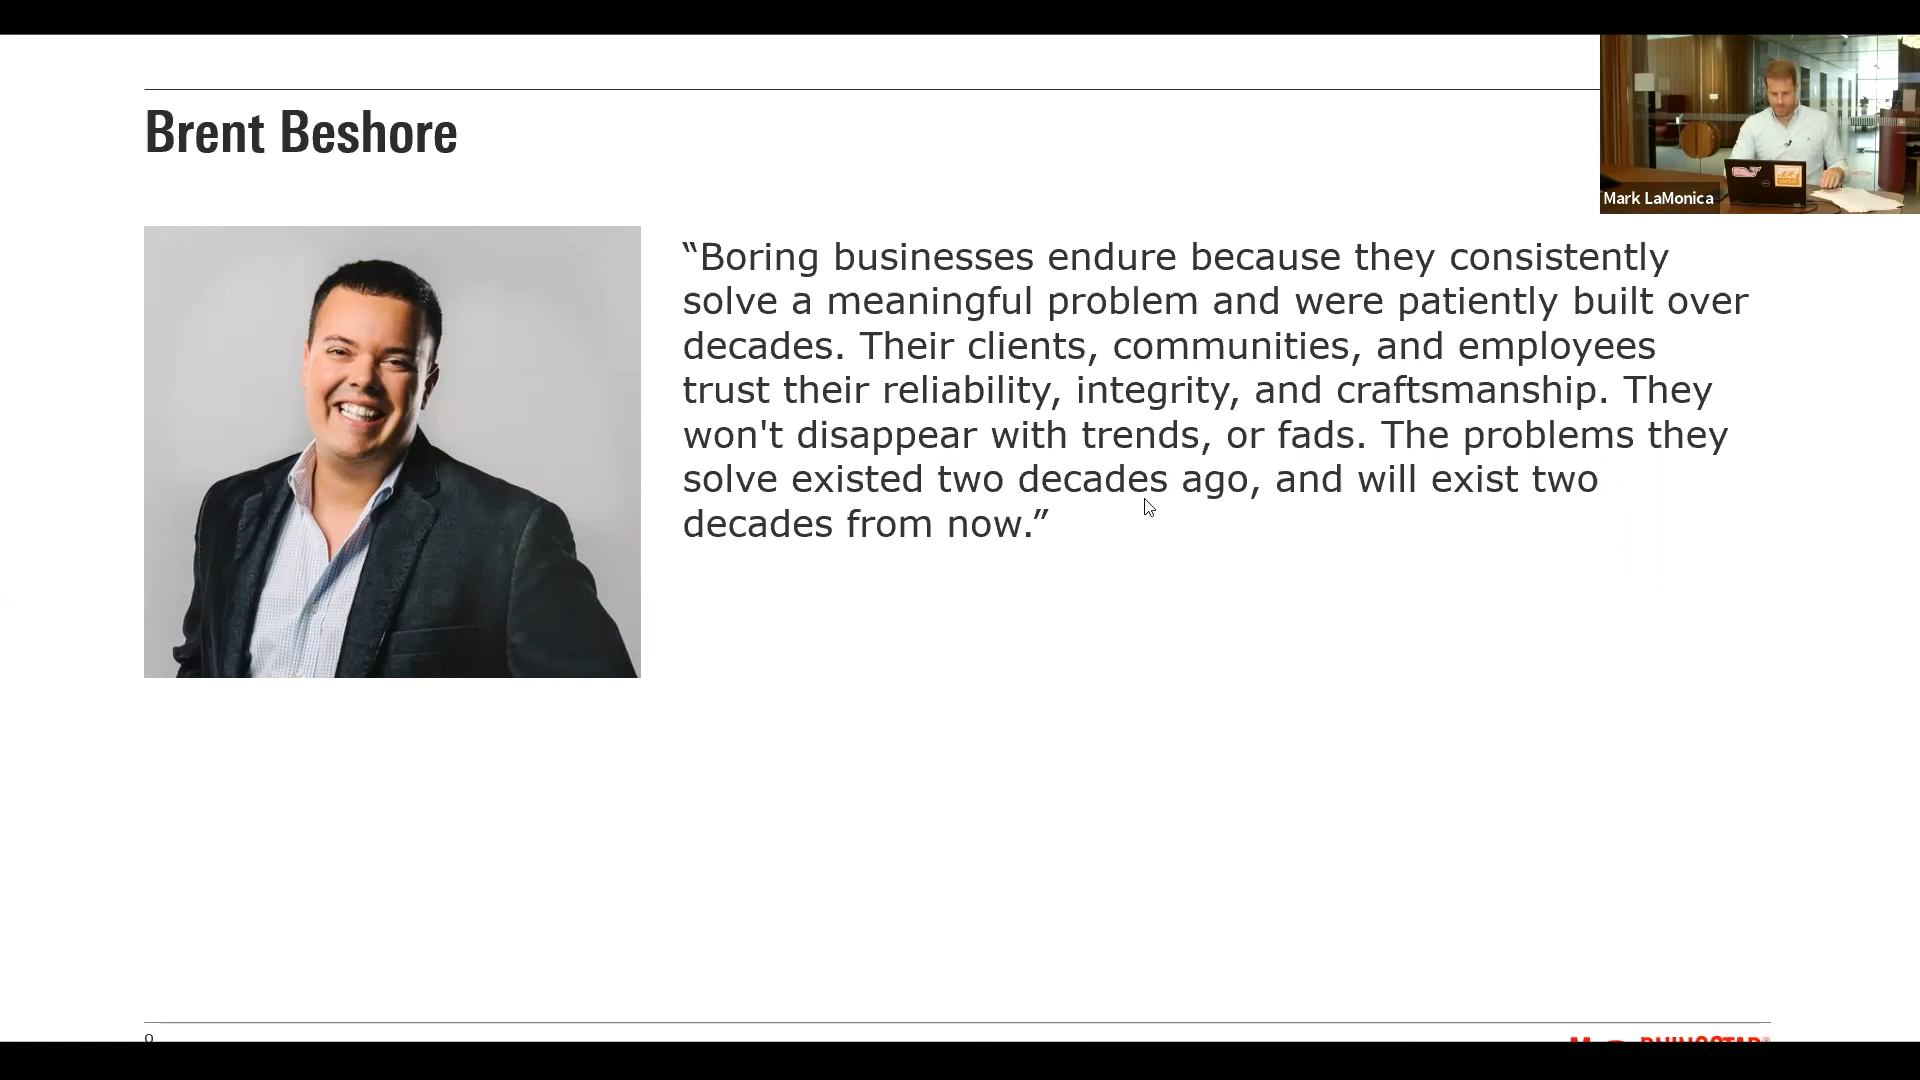 Brent Beshore
Mark LaMonica
“Boring businesses endure because they consistently
solve a meaningful problem and were patiently built over
decades. Their clients, communities, and employees
trust their reliability, integrity, and craftsmanship. They
won't disappear with trends, or fads. The problems they
solve existed two decades ago, and will exist two
decades from now.”